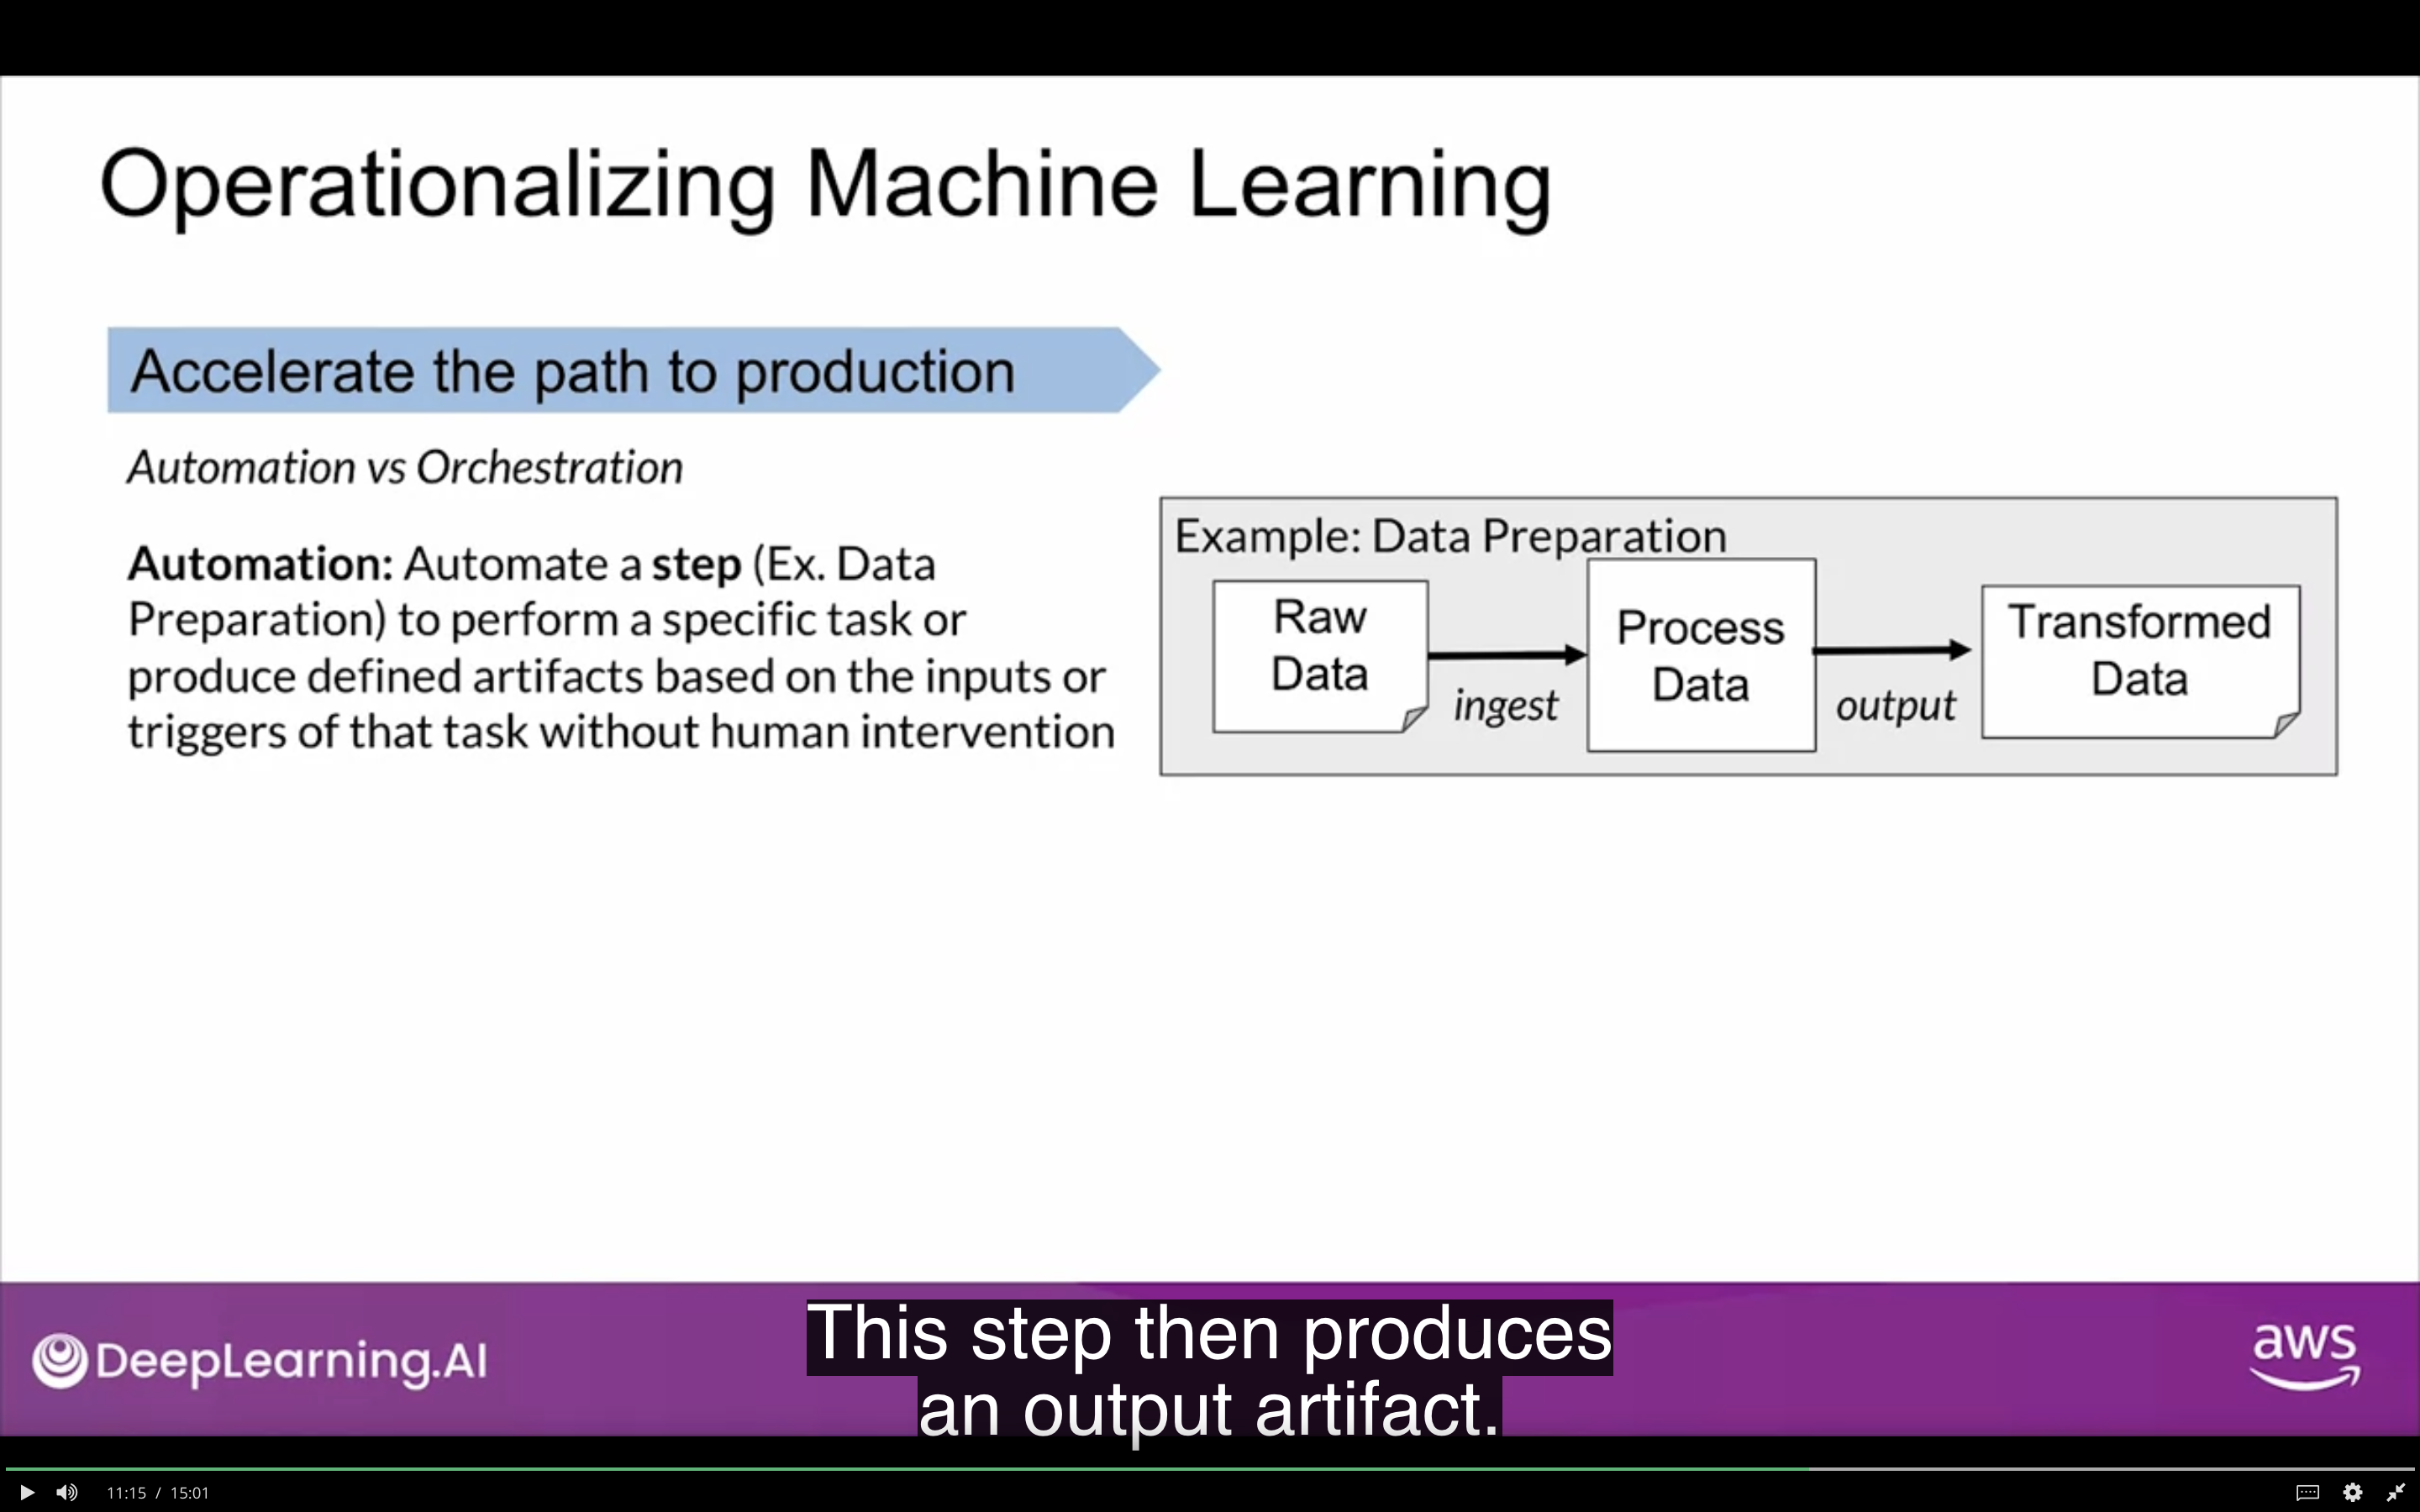 Operationalizing Machine Learning
Accelerate the path to production
Automation vs Orchestration
Automation: Automate a step (Ex. Data
Preparation) to perform a specific task or
produce defined artifacts based on the inputs or
triggers of that task without human intervention
Example: Data Preparation
Raw
Data
ingest
Process
Data
output
Transformed
Data
DeepLearning.AI
This step then produces
an output artifact.
aws
11:15 / 15:01